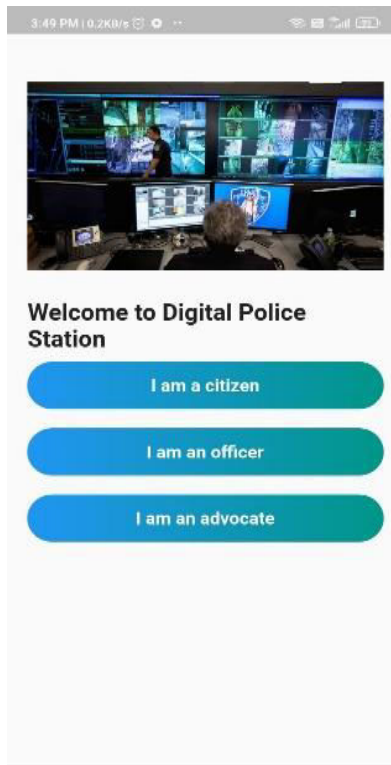 3:49 PM | 0.2KB/s
Welcome to Digital Police
Station
I am a citizen
I am an officer
I am an advocate